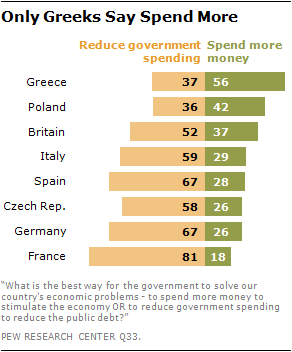 Only Greeks Say Spend More
Reduce government spending
Spend more money
Greece 37 56
Poland 36 42
Britain 52 37
Italy 59 29
Spain 67 28
Czech Rep. 58 26
Germany 67 26
France 81 18
“What is the best way for the government to solve our
country's economic problems - to spend more money to
stimulate the economy OR to reduce government spending
to reduce the public debt?”
PEW RESEARCH CENTER Q33.